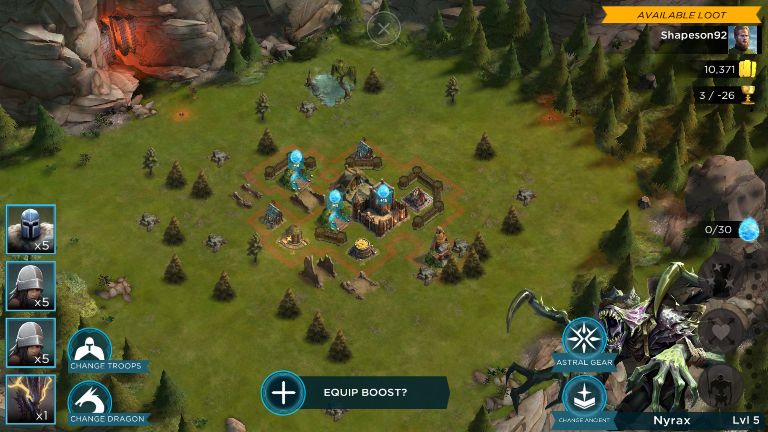 AVAILABLE LOOT
Shapeson92
10,371
3 / -26
0/30
x5
x5
x5
x1
CHANGE TROOPS
CHANGE DRAGON
EQUIP BOOST?
ASTRAL GEAR
CHANGE ANCIENT
Nyrax Lvl 5